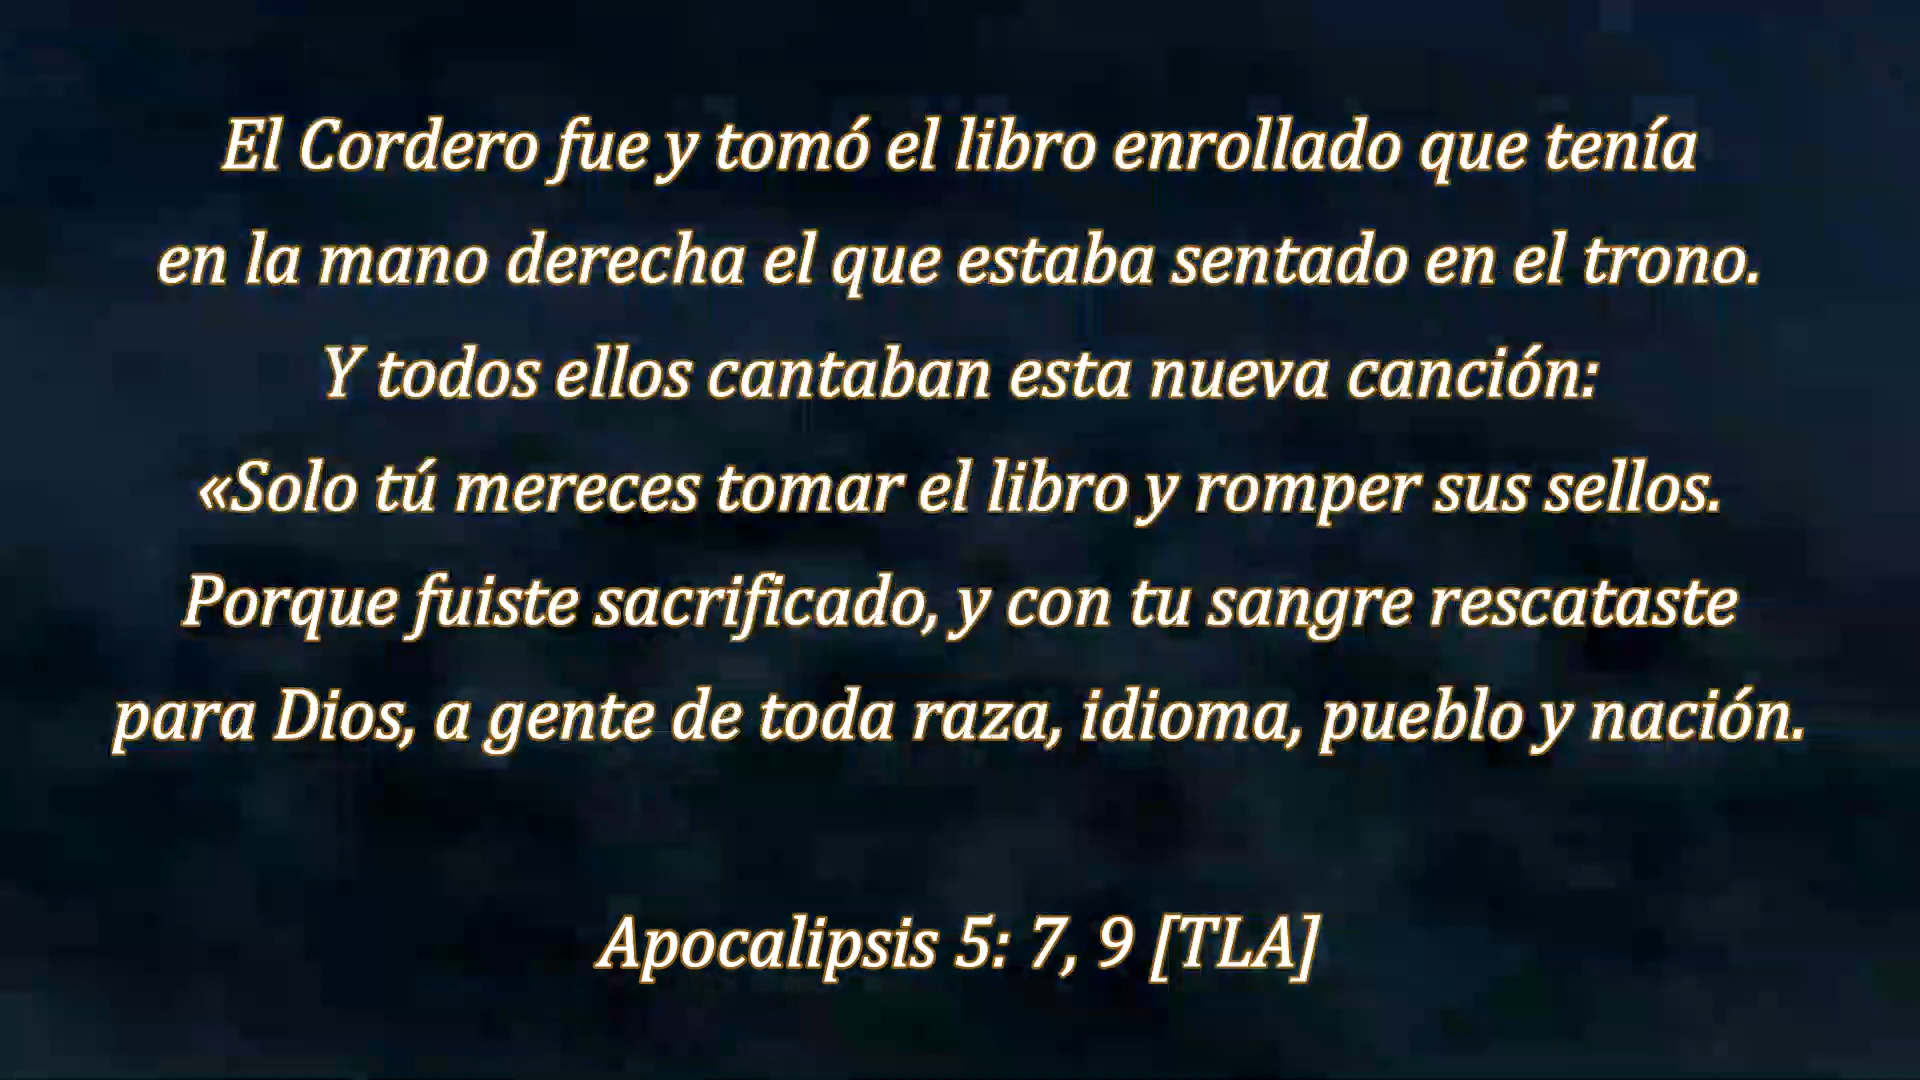 El Cordero fue y tomó el libro enrollado que tenía
en la mano derecha el que estaba sentado en el trono.
Y todos ellos cantaban esta nueva canción:
«Solo tú mereces tomar el libro y romper sus sellos.
Porque fuiste sacrificado, y con tu sangre rescataste
para Dios, a gente de toda raza, idioma, pueblo y nación.
Apocalipsis 5: 7, 9 [TLA]